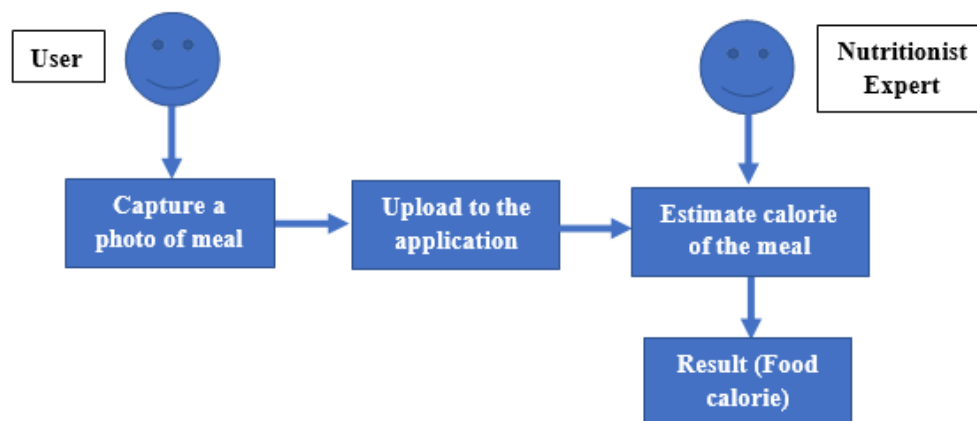 User
Nutritionist
Expert
Capture a
photo of meal
Upload to the
application
Estimate calorie
of the meal
Result (Food
calorie)